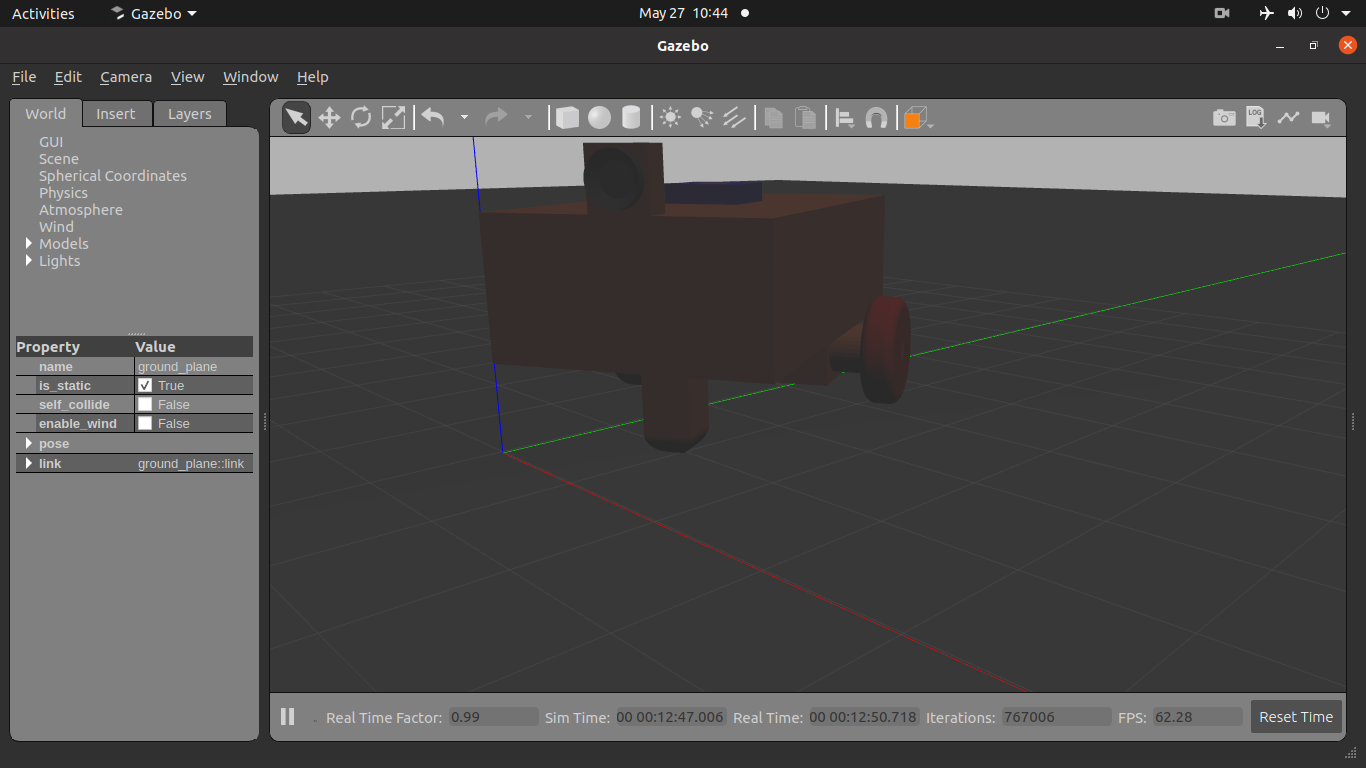 Activities Gazebo May 27 10:44
Gazebo
File Edit Camera View Window Help
World Insert Layers
GUI
Scene
Spherical Coordinates
Physics
Atmosphere
Wind
Models
Lights
Property Value
name ground_plane
is_static True
self_collide False
enable_wind False
pose
link ground_plane::link
LOG
Real Time Factor: 0.99 Sim Time: 00 00:12:47.006 Real Time: 00 00:12:50.718 Iterations: 767006 FPS: 62.28 Reset Time